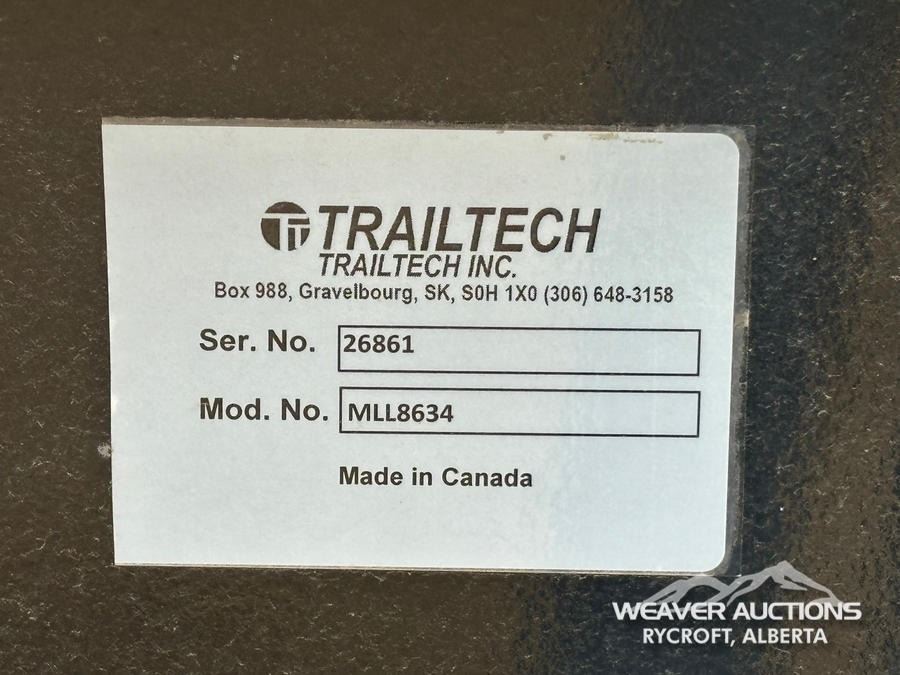 TRAILTECH
TRAILTECH INC.
Box 988, Gravelbourg, SK, S0H 1X0 (306) 648-3158
Ser. No. 26861
Mod. No. MLL8634
Made in Canada
WEAVER AUCTIONS
RYCROFT, ALBERTA